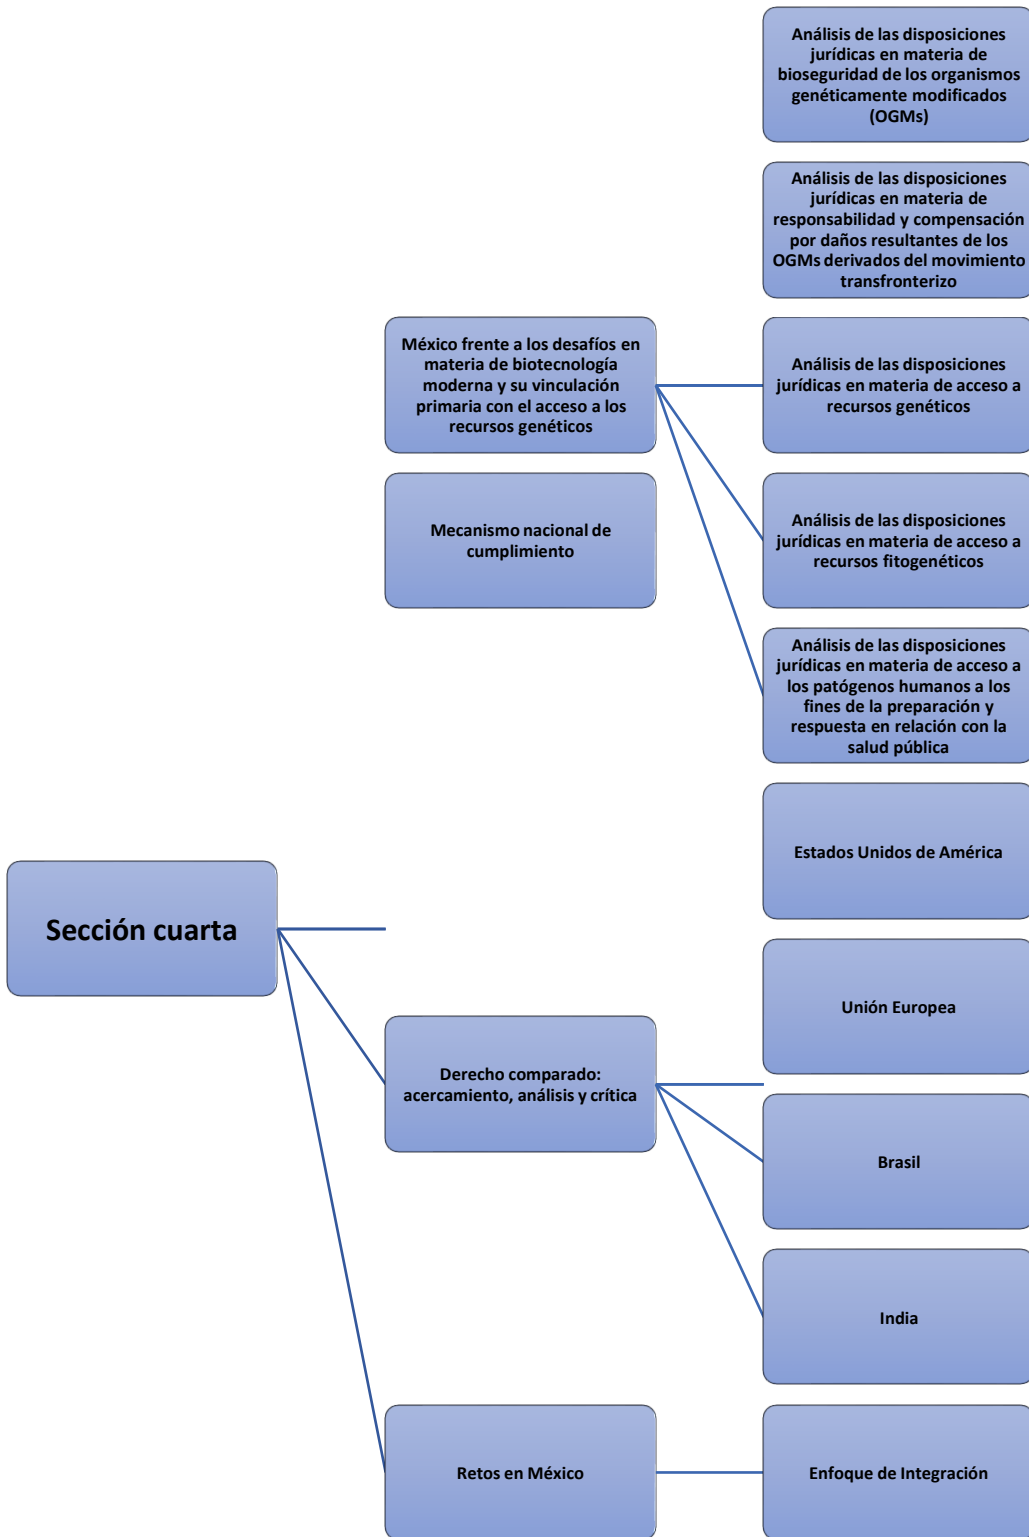 Análisis de las disposiciones
jurídicas en materia de
bioseguridad de los organismos
genéticamente modificados
(OGMs)
Análisis de las disposiciones
jurídicas en materia de
responsabilidad y compensación
por daños resultantes de los
OGMs derivados del movimiento
transfronterizo
México frente a los desafíos en
materia de biotecnología
moderna y su vinculación
primaria con el acceso a los
recursos genéticos
Análisis de las disposiciones
jurídicas en materia de acceso a
recursos genéticos
Mecanismo nacional de
cumplimiento
Análisis de las disposiciones
jurídicas en materia de acceso a
recursos fitogenéticos
Análisis de las disposiciones
jurídicas en materia de acceso a
los patógenos humanos a los
fines de la preparación y
respuesta en relación con la
salud pública
Estados Unidos de América
Sección cuarta
Unión Europea
Derecho comparado:
acercamiento, análisis y crítica
Brasil
India
Retos en México
Enfoque de Integración